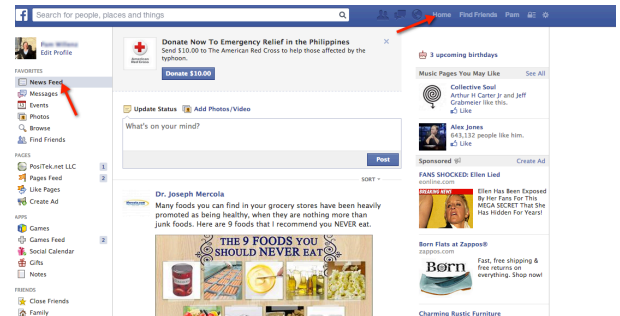 Search for people, places and things
Home Find Friends Pam
Edit Profile
FAVORITES
News Feed
Messages
Events
Photos
Browse
Find Friends
PAGES
PosiTek.net LLC 1
Pages Feed 2
Like Pages
Create Ad
APPS
Games
Games Feed 2
Social Calendar
Gifts
Notes
FRIENDS
Close Friends
Family
American
Red Cross
Donate Now To Emergency Relief in the Philippines
Send $10.00 to The American Red Cross to help those affected by the
typhoon.
Donate $10.00
Update Status Add Photos/Video
What's on your mind?
Post
SORT
Dr. Joseph Mercola
Many foods you can find in your grocery stores have been heavily
promoted as being healthy, when they are nothing more than
junk foods. Here are 9 foods that I recommend you NEVER eat.
THE 9 FOODS YOU
SHOULD NEVER EAT
3 upcoming birthdays
Music Pages You May Like See All
Collective Soul
Arthur H Carter Jr and Jeff
Grabmeier like this.
Like
Alex Jones
643,132 people like him.
Like
Sponsored Create Ad
FANS SHOCKED: Ellen Lied
eonline.com
BREAKING NEWS
Ellen Has Been Exposed
By Her Fans For This
MEGA SECRET That She
Has Hidden For Years!
Born Flats at Zappos®
zappos.com
Born
Fast, free shipping &
free returns on
everything. Shop now!
Charming Rustic Furniture